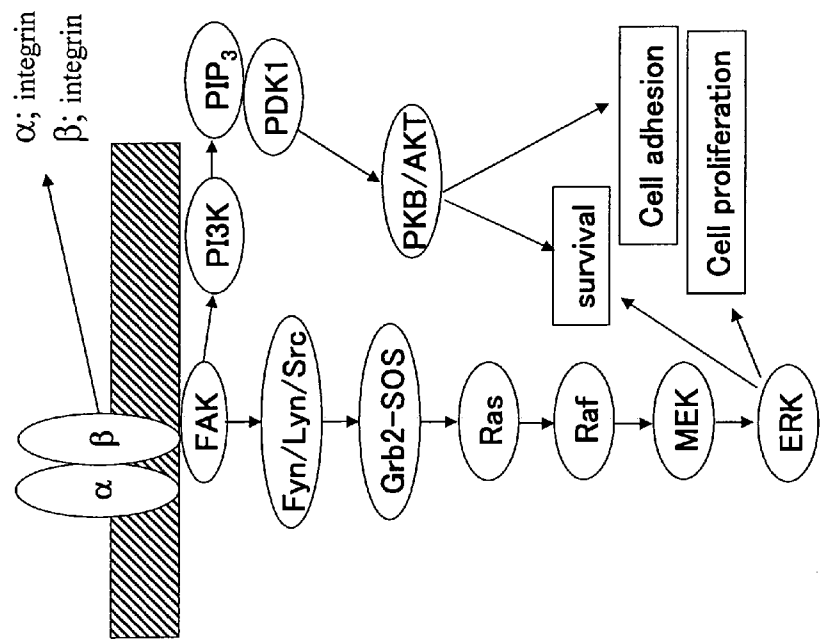 α; integrin
β; integrin
α
β
FAK
PI3K
PIP3
PDK1
Fyn/Lyn/Src
Grb2-SOS
PKB/AKT
Ras
Raf
MEK
ERK
survival
Cell adhesion
Cell proliferation